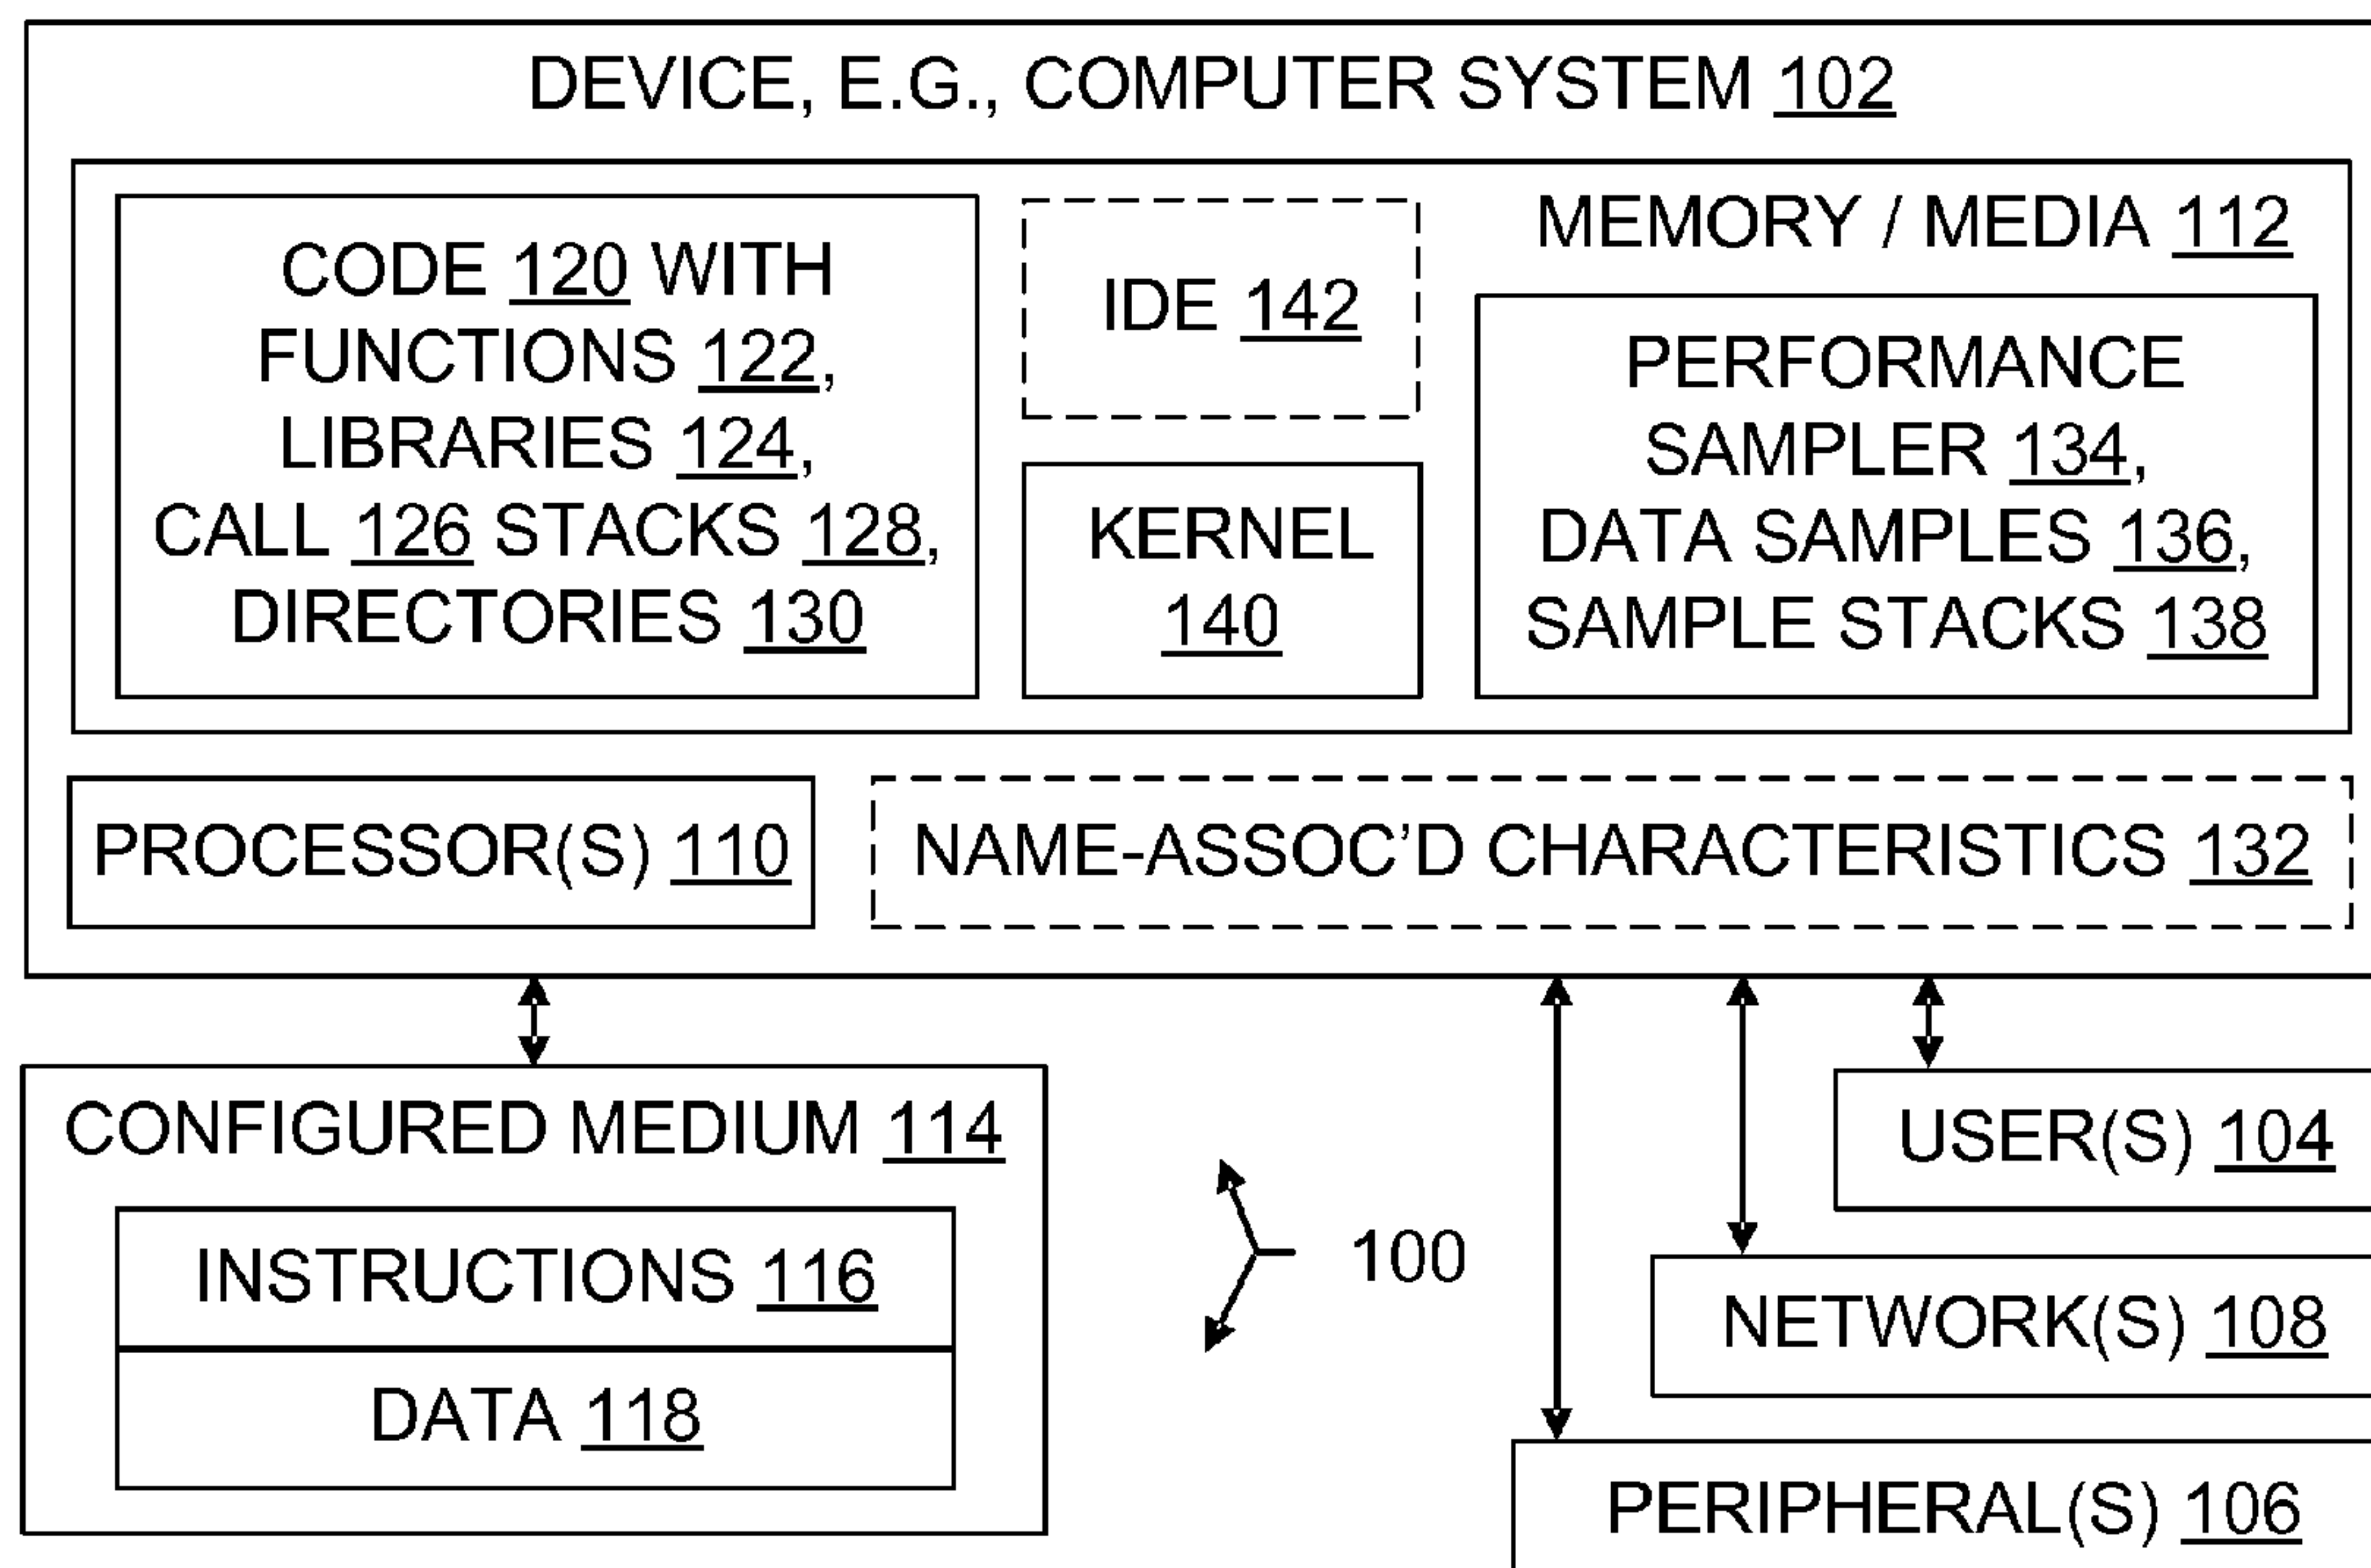 DEVICE, E.G., COMPUTER SYSTEM 102
CODE 120 WITH
FUNCTIONS 122,
LIBRARIES 124,
CALL 126 STACKS 128,
DIRECTORIES 130
IDE 142
KERNEL
140
MEMORY / MEDIA 112
PERFORMANCE
SAMPLER 134,
DATA SAMPLES 136,
SAMPLE STACKS 138
PROCESSOR(S) 110
NAME-ASSOC’D CHARACTERISTICS 132
CONFIGURED MEDIUM 114
INSTRUCTIONS 116
DATA 118
100
USER(S) 104
NETWORK(S) 108
PERIPHERAL(S) 106